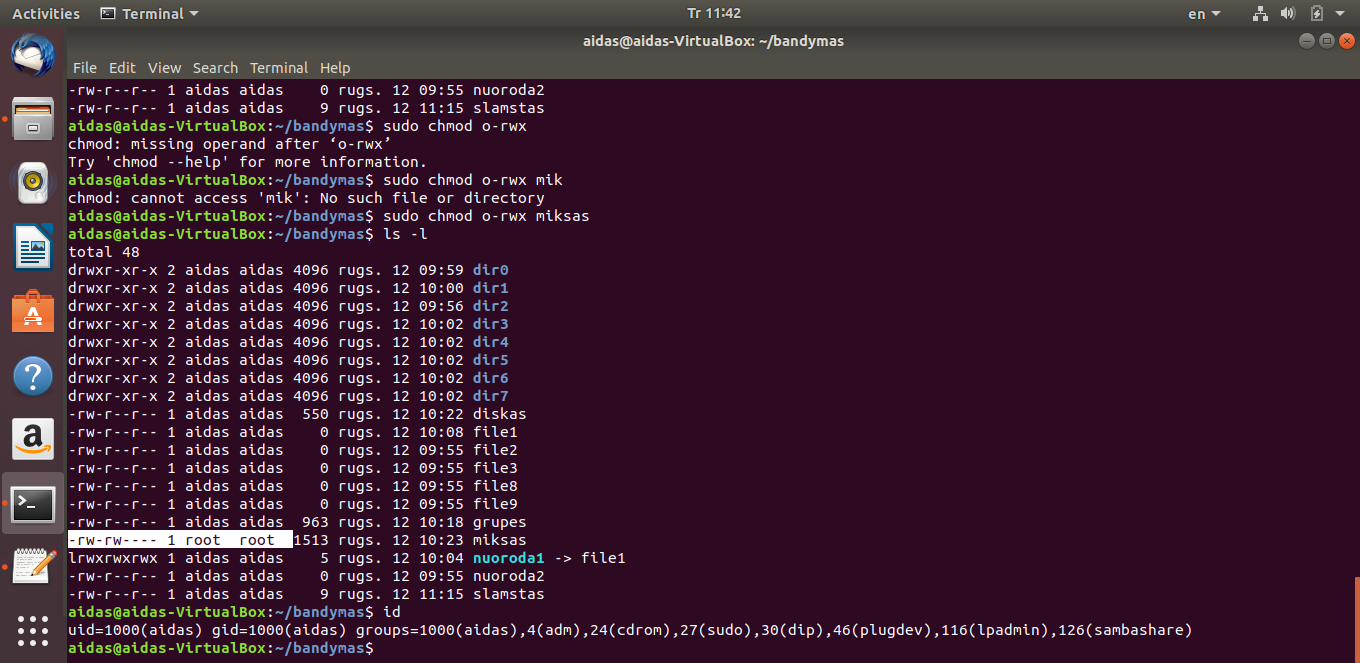 Activities Terminal Tr 11:42 en
aidas@aidas-VirtualBox: ~/bandymas
File Edit View Search Terminal Help
-rw-r--r-- 1 aidas aidas    0 rugs. 12 09:55 nuoroda2
-rw-r--r-- 1 aidas aidas    9 rugs. 12 11:15 slamstas
aidas@aidas-VirtualBox:~/bandymas$ sudo chmod o-rwx
chmod: missing operand after ‘o-rwx’
Try 'chmod --help' for more information.
aidas@aidas-VirtualBox:~/bandymas$ sudo chmod o-rwx mik
chmod: cannot access 'mik': No such file or directory
aidas@aidas-VirtualBox:~/bandymas$ sudo chmod o-rwx miksas
aidas@aidas-VirtualBox:~/bandymas$ ls -l
total 48
drwxr-xr-x 2 aidas aidas 4096 rugs. 12 09:59 dir0
drwxr-xr-x 2 aidas aidas 4096 rugs. 12 10:00 dir1
drwxr-xr-x 2 aidas aidas 4096 rugs. 12 09:56 dir2
drwxr-xr-x 2 aidas aidas 4096 rugs. 12 10:02 dir3
drwxr-xr-x 2 aidas aidas 4096 rugs. 12 10:02 dir4
drwxr-xr-x 2 aidas aidas 4096 rugs. 12 10:02 dir5
drwxr-xr-x 2 aidas aidas 4096 rugs. 12 10:02 dir6
drwxr-xr-x 2 aidas aidas 4096 rugs. 12 10:02 dir7
-rw-r--r-- 1 aidas aidas  550 rugs. 12 10:22 diskas
-rw-r--r-- 1 aidas aidas    0 rugs. 12 10:08 file1
-rw-r--r-- 1 aidas aidas    0 rugs. 12 09:55 file2
-rw-r--r-- 1 aidas aidas    0 rugs. 12 09:55 file3
-rw-r--r-- 1 aidas aidas    0 rugs. 12 09:55 file8
-rw-r--r-- 1 aidas aidas    0 rugs. 12 09:55 file9
-rw-r--r-- 1 aidas aidas  963 rugs. 12 10:18 grupes
-rw-rw---- 1 root  root  1513 rugs. 12 10:23 miksas
lrwxrwxrwx 1 aidas aidas    5 rugs. 12 10:04 nuoroda1 -> file1
-rw-r--r-- 1 aidas aidas    0 rugs. 12 09:55 nuoroda2
-rw-r--r-- 1 aidas aidas    9 rugs. 12 11:15 slamstas
aidas@aidas-VirtualBox:~/bandymas$ id
uid=1000(aidas) gid=1000(aidas) groups=1000(aidas),4(adm),24(cdrom),27(sudo),30(dip),46(plugdev),116(lpadmin),126(sambashare)
aidas@aidas-VirtualBox:~/bandymas$